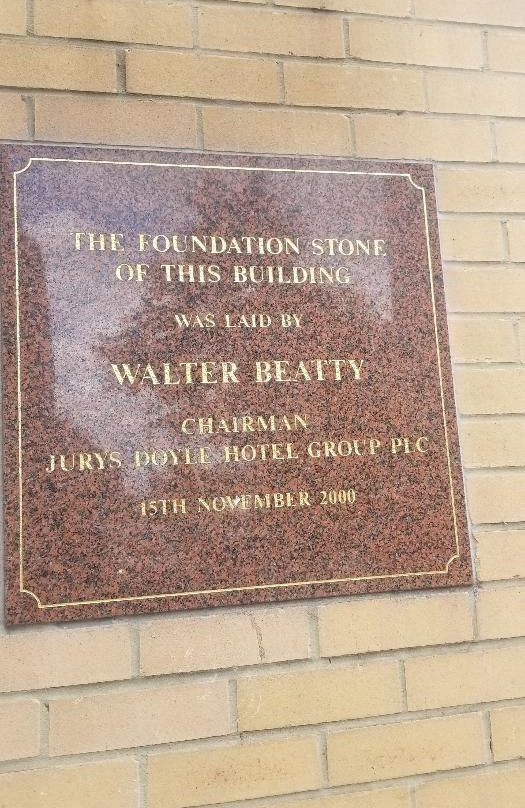 THE FOUNDATION STONE
OF THIS BUILDING
WAS LAID BY
WALTER BEATTY
CHAIRMAN
JURYS DOYLE HOTEL GROUP PLC
15TH NOVEMBER 2000